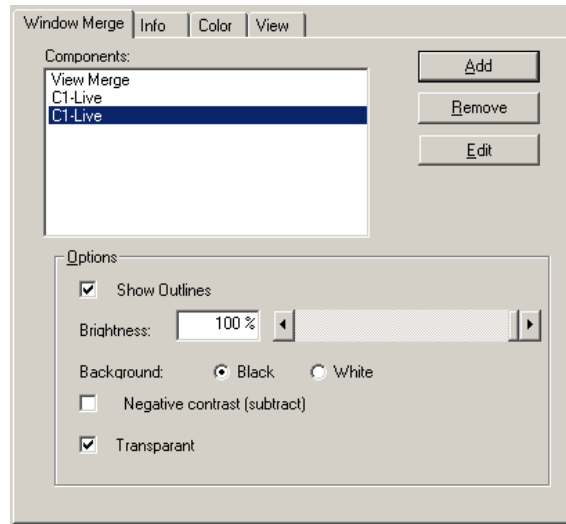 Window Merge Info Color View
Components:
View Merge
C1-Live
C1-Live
Add
Remove
Edit
Options
Show Outlines
Brightness: 100 %
Background: Black White
Negative contrast (subtract)
Transparant